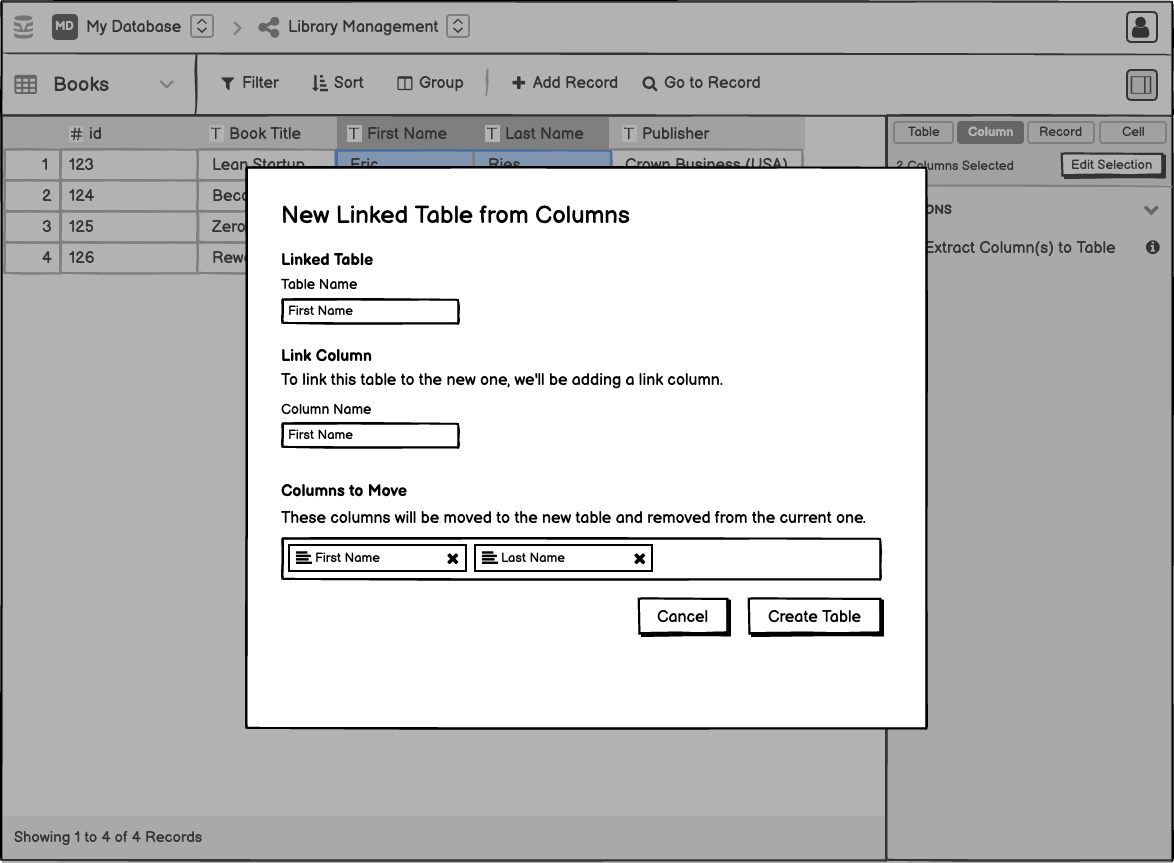 MD My Database Library Management
Books Filter Sort Group Add Record Go to Record
# id T Book Title T First Name T Last Name T Publisher
Table Column Record Cell
1 123 Lean Startup Eric Ries Crown Business (USA)
2 Columns Selected Edit Selection
2 124
3 125 Zero
4 126
Extract Column(s) to Table
New Linked Table from Columns
Linked Table
Table Name
First Name
Link Column
To link this table to the new one, we'll be adding a link column.
Column Name
First Name
Columns to Move
These columns will be moved to the new table and removed from the current one.
First Name Last Name
Cancel Create Table
Showing 1 to 4 of 4 Records